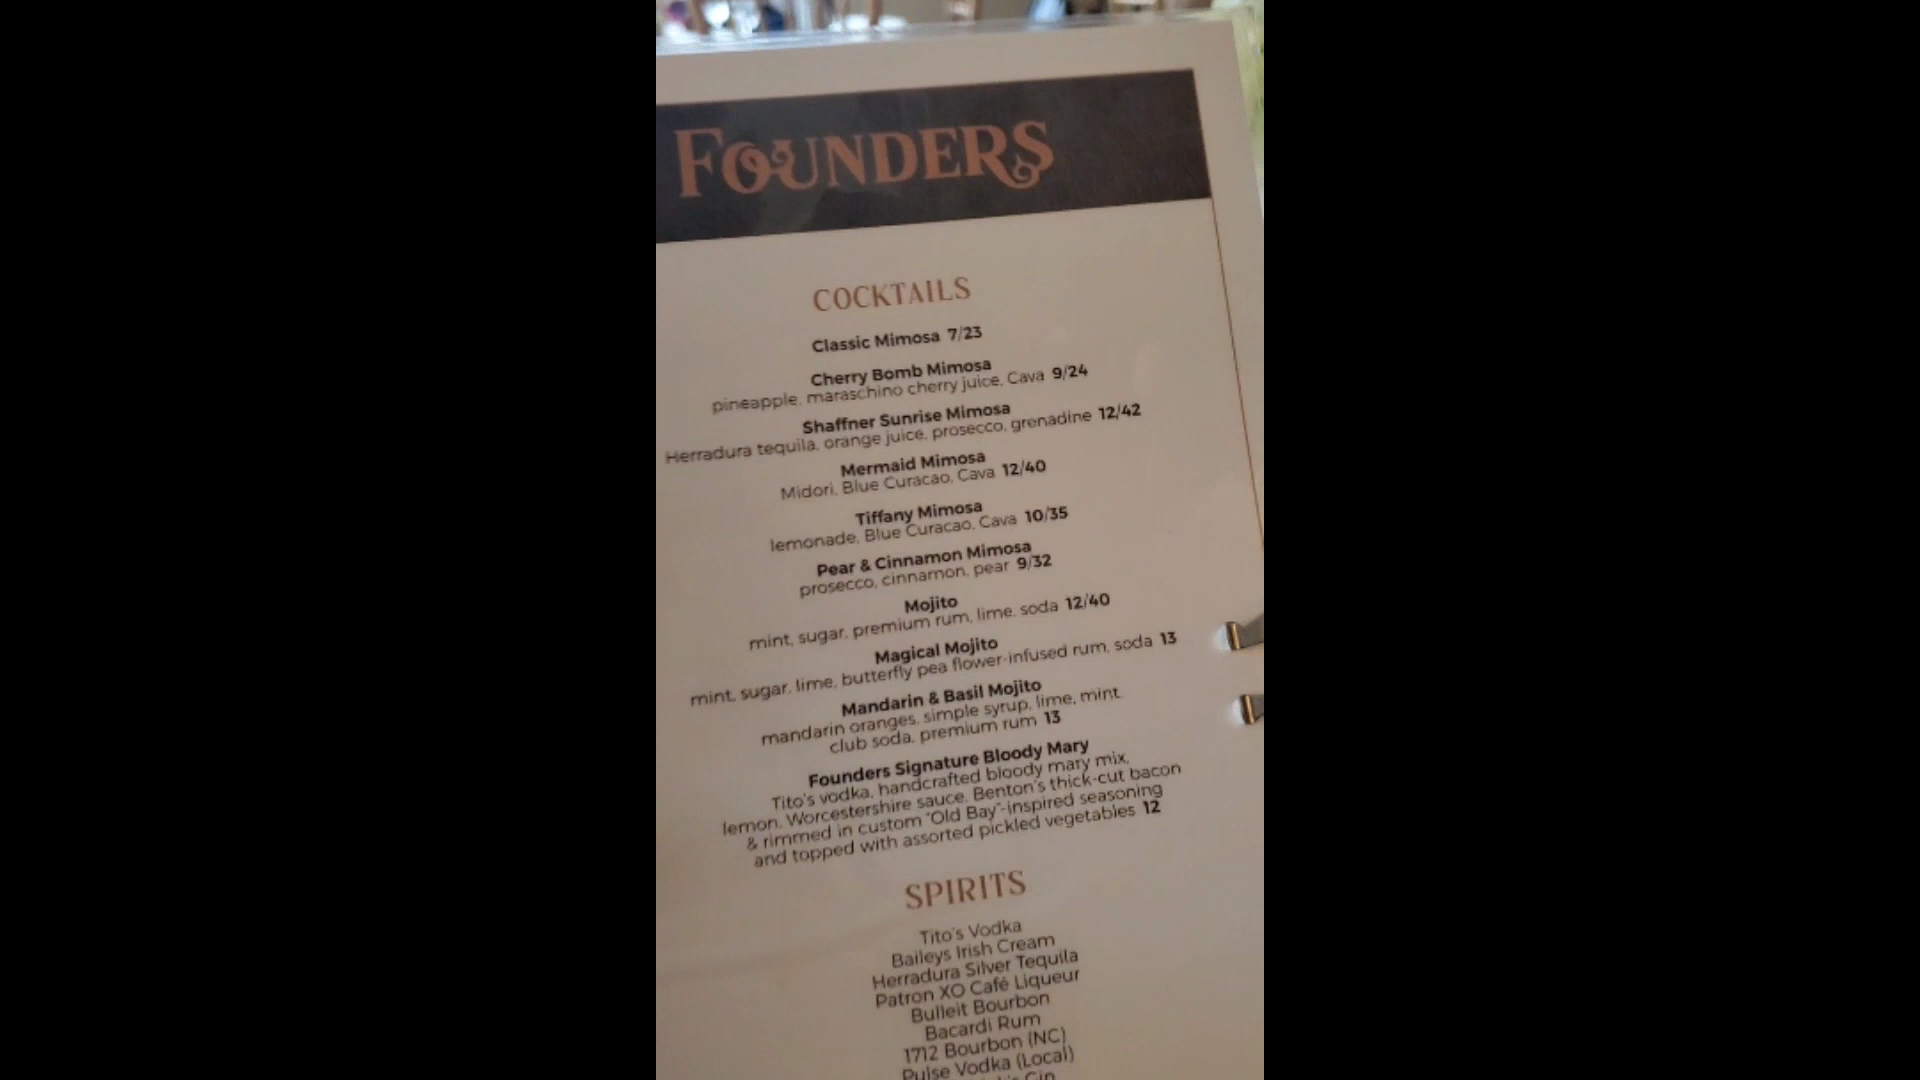 FOUNDERS
COCKTAILS
Classic Mimosa 7/23
Cherry Bomb Mimosa
pineapple, maraschino cherry juice, Cava 9/24
Shaffner Sunrise Mimosa
Herradura tequila, orange juice, prosecco, grenadine 12/42
Mermaid Mimosa
Midori, Blue Curacao, Cava 12/40
Tiffany Mimosa
lemonade, Blue Curacao, Cava 10/35
Pear & Cinnamon Mimosa
prosecco, cinnamon, pear 9/32
Mojito
mint, sugar, premium rum, lime, soda 12/40
Magical Mojito
mint, sugar, lime, butterfly pea flower-infused rum, soda 13
Mandarin & Basil Mojito
mandarin oranges, simple syrup, lime, mint,
club soda, premium rum 13
Founders Signature Bloody Mary
Tito's vodka, handcrafted bloody mary mix,
lemon, Worcestershire sauce, Benton's thick-cut bacon
& rimmed in custom "Old Bay"-inspired seasoning
and topped with assorted pickled vegetables 12
SPIRITS
Tito's Vodka
Baileys Irish Cream
Herradura Silver Tequila
Patron XO Café Liqueur
Bulleit Bourbon
Bacardi Rum
1712 Bourbon (NC)
Pulse Vodka (Local)
Gin